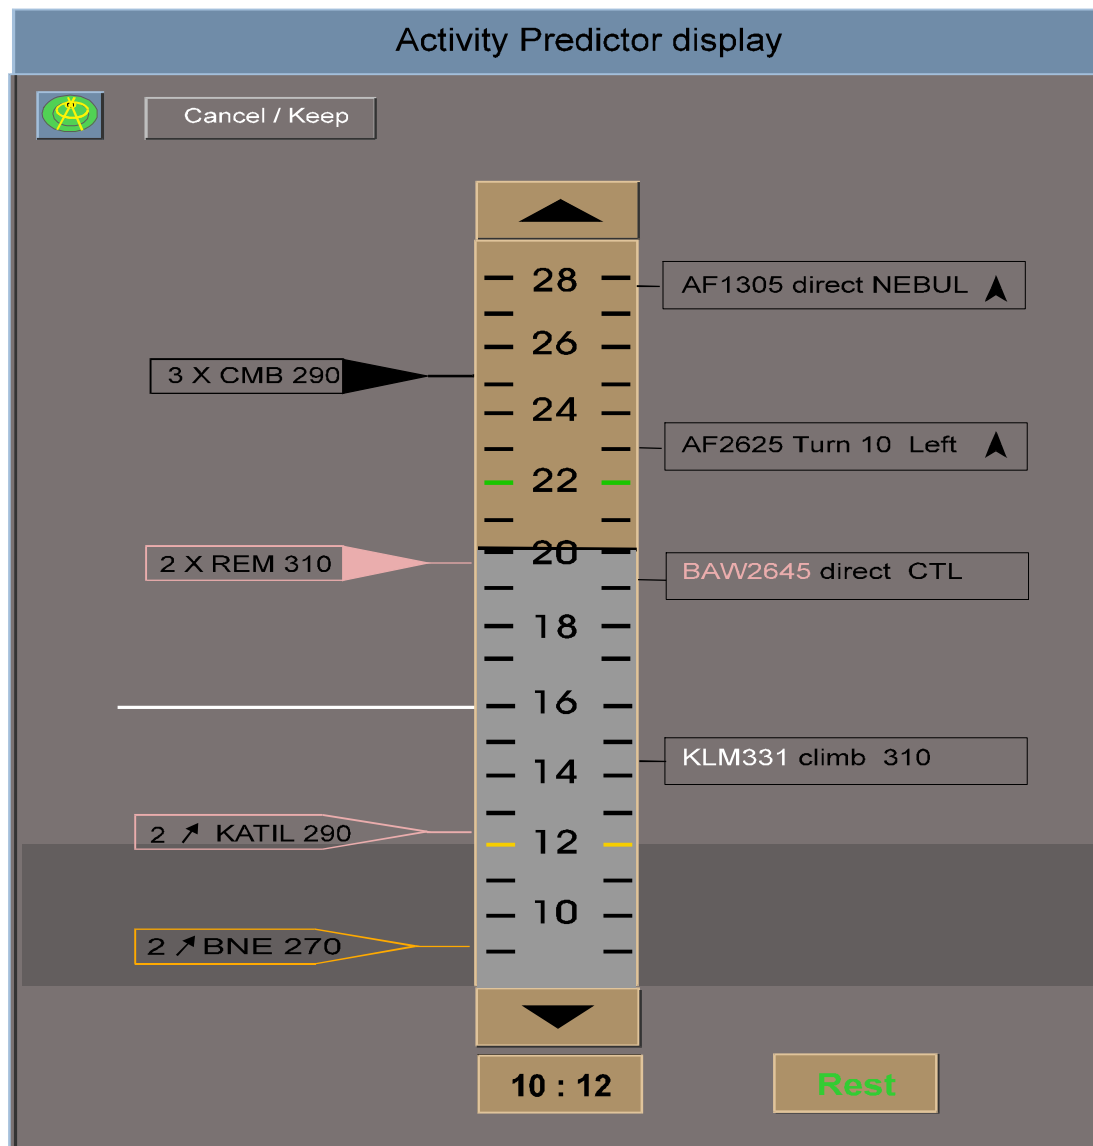 Activity Predictor display
Cancel / Keep
28
AF1305 direct NEBUL
26
3 X CMB 290
24
AF2625 Turn 10 Left
22
20
2 X REM 310
BAW2645 direct CTL
18
16
KLM331 climb 310
14
2 KATIL 290
12
10
2 BNE 270
10 : 12
Rest